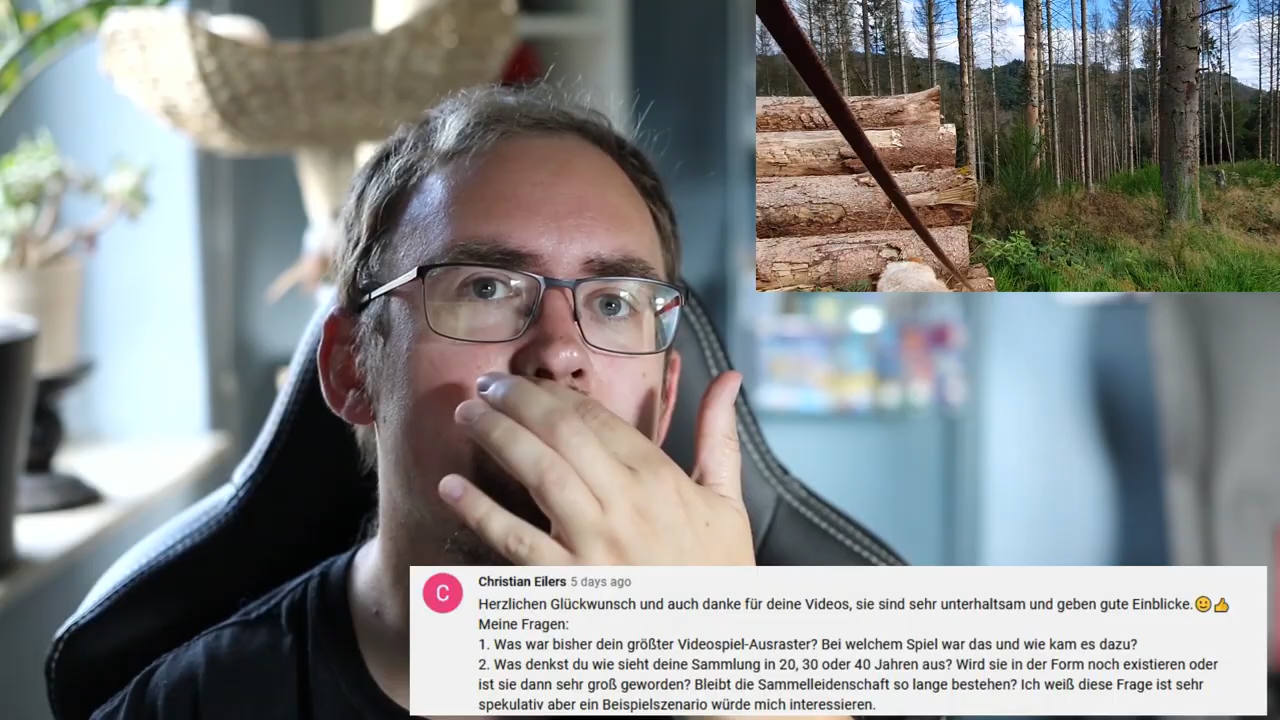 C
Christian Eilers 5 days ago
Herzlichen Glückwunsch und auch danke für deine Videos, sie sind sehr unterhaltsam und geben gute Einblicke.🙂👍
Meine Fragen:
1. Was war bisher dein größter Videospiel-Ausraster? Bei welchem Spiel war das und wie kam es dazu?
2. Was denkst du wie sieht deine Sammlung in 20, 30 oder 40 Jahren aus? Wird sie in der Form noch existieren oder
ist sie dann sehr groß geworden? Bleibt die Sammelleidenschaft so lange bestehen? Ich weiß diese Frage ist sehr
spekulativ aber ein Beispielszenario würde mich interessieren.